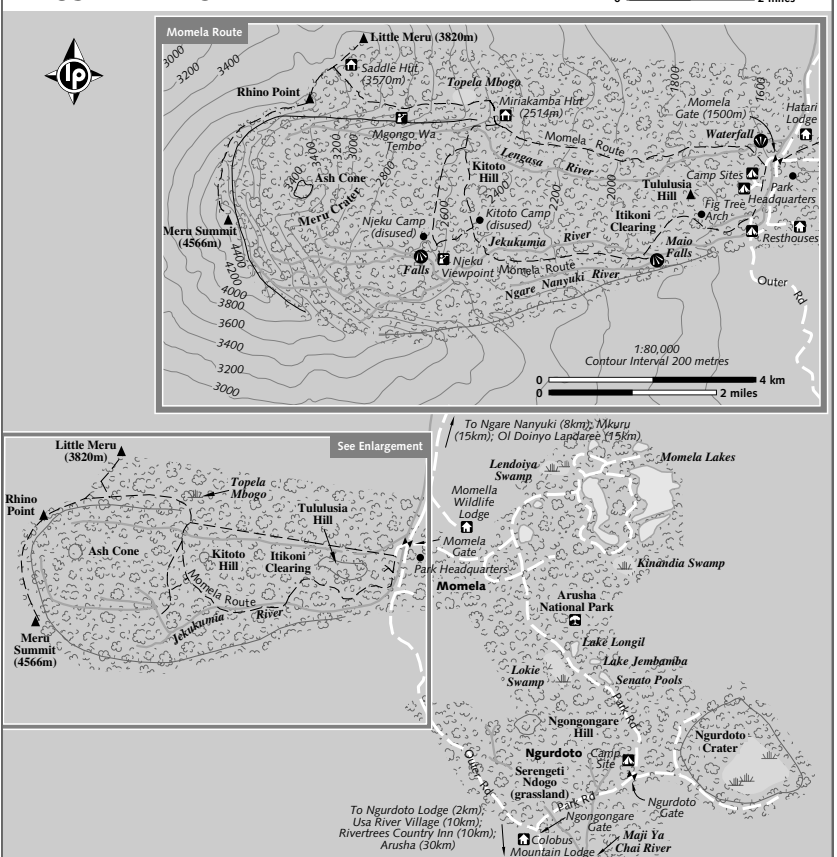 0 2 miles
lp
Momela Route
Little Meru (3820m)
3000
3200
3400
Saddle Hut
(3570m)
Topela Mbogo
1800
1600
Rhino Point
Miriakamba Hut
(2514m)
Momela
Gate (1500m)
Hatari
Lodge
Waterfall
Mgongo Wa
Tembo
Momela Route
3400
3200
3000
2800
Lengasa River
Camp Sites
Park
Headquarters
3400
Ash Cone
Meru Crater
Kitoto
Hill
2400
2200
2000
Tululusia
Hill
Fig Tree
Arch
2600
Meru Summit
(4566m)
Njeku Camp
(disused)
Kitoto Camp
(disused)
Itikoni
Clearing
Resthouses
Jekukumia River
Maio
Falls
Falls
Njeku
Viewpoint
Momela Route
Ngare Nanyuki River
Outer Rd
4400
4200
4000
3800
3600
3400
3200
3000
1:80,000
Contour Interval 200 metres
0 4 km
0 2 miles
See Enlargement
Little Meru
(3820m)
Rhino
Point
Topela
Mbogo
Tululusia
Hill
Ash Cone
Kitoto
Hill
Itikoni
Clearing
Momela Route
Jekukumia River
Meru
Summit
(4566m)
To Ngare Nanyuki (8km); Mkuru
(15km); Ol Doinyo Landaree (15km)
Lendoiya
Swamp
Momela Lakes
Momella
Wildlife
Lodge
Momela
Gate
Park Headquarters
Momela
Kinandia Swamp
Arusha
National Park
Lake Longil
Lake Jembamba
Lokie
Swamp
Senato Pools
Park Rd
Ngongongare
Hill
Ngurdoto
Crater
Ngurdoto
Camp
Site
Outer Rd
Serengeti
Ndogo
(grassland)
Park Rd
Ngurdoto
Gate
To Ngurdoto Lodge (2km);
Usa River Village (10km);
Rivertrees Country Inn (10km);
Arusha (30km)
Ngongongare
Gate
Colobus
Mountain Lodge
Maji Ya
Chai River